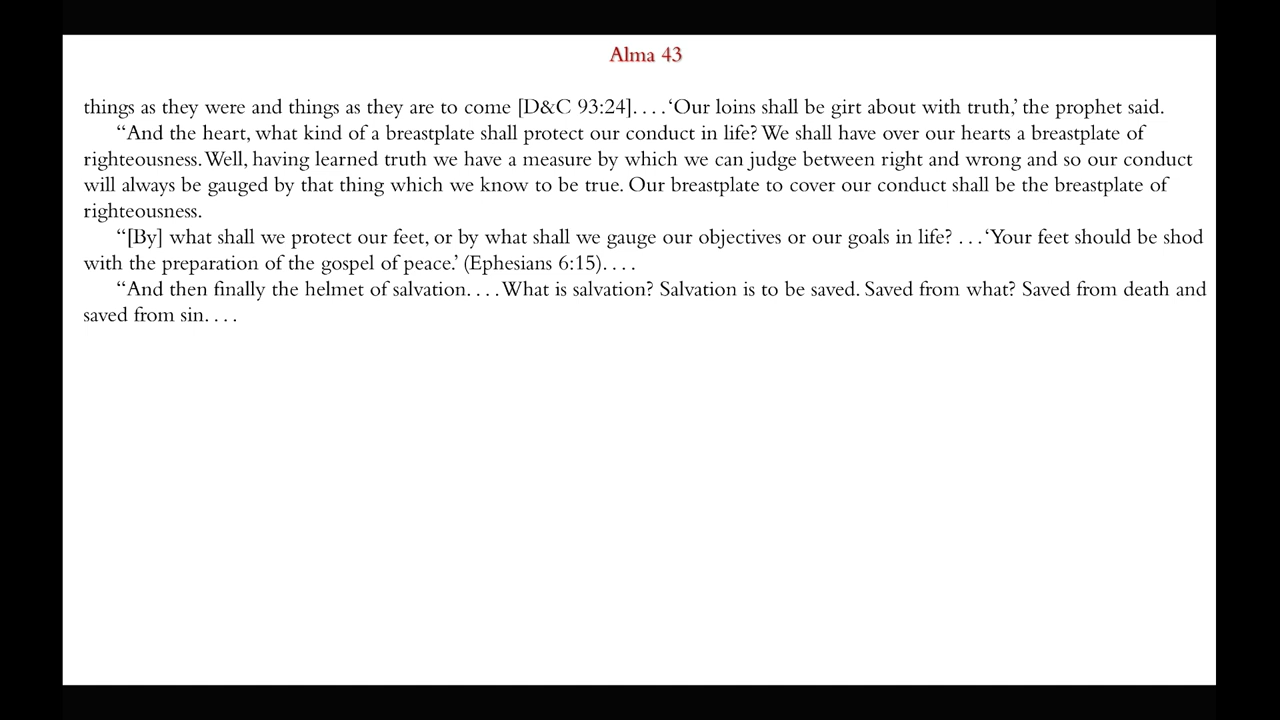 Alma 43
things as they were and things as they are to come [D&C 93:24]. . . . ‘Our loins shall be girt about with truth,’ the prophet said.
“And the heart, what kind of a breastplate shall protect our conduct in life? We shall have over our hearts a breastplate of
righteousness. Well, having learned truth we have a measure by which we can judge between right and wrong and so our conduct
will always be gauged by that thing which we know to be true. Our breastplate to cover our conduct shall be the breastplate of
righteousness.
“[By] what shall we protect our feet, or by what shall we gauge our objectives or our goals in life? . . . ‘Your feet should be shod
with the preparation of the gospel of peace.’ (Ephesians 6:15). . . .
“And then finally the helmet of salvation. . . . What is salvation? Salvation is to be saved. Saved from what? Saved from death and
saved from sin. . . .